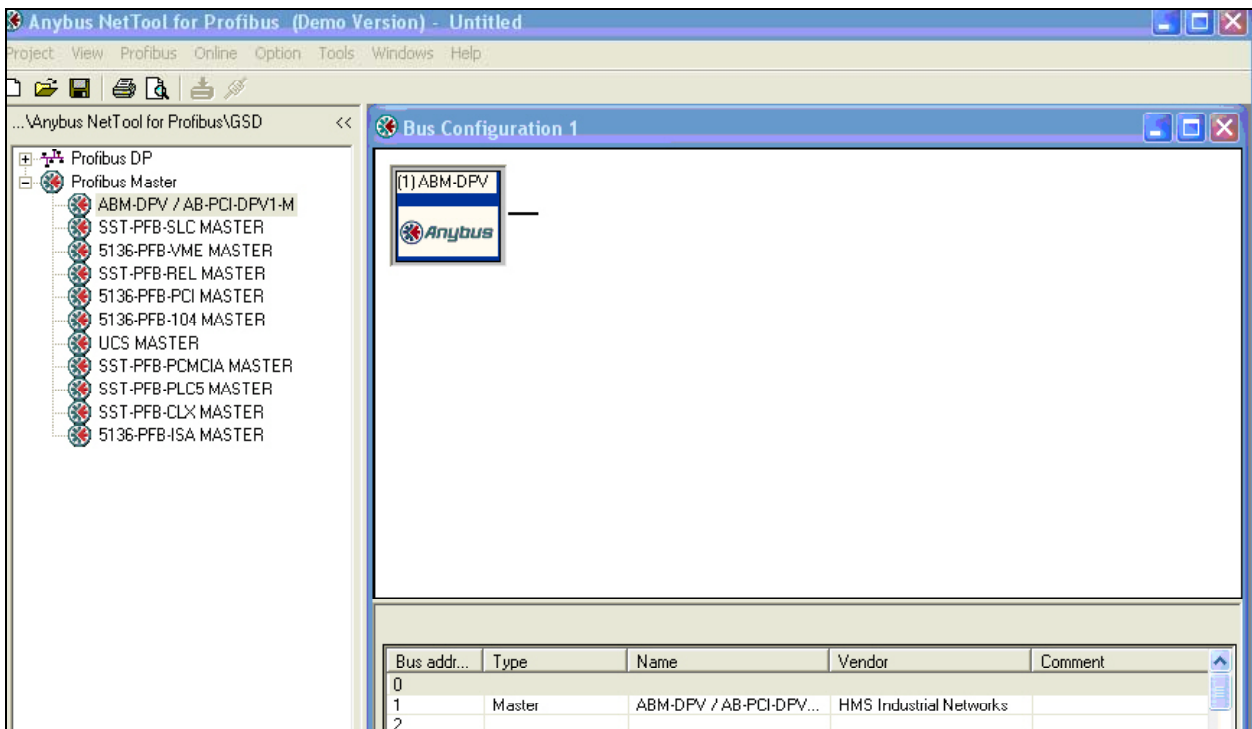 Anybus NetTool for Profibus (Demo Version) - Untitled
Project View Profibus Online Option Tools Windows Help
...\Anybus NetTool for Profibus\GSD <<
Profibus DP
Profibus Master
ABM-DPV / AB-PCI-DPV1-M
SST-PFB-SLC MASTER
5136-PFB-VME MASTER
SST-PFB-REL MASTER
5136-PFB-PCI MASTER
5136-PFB-104 MASTER
UCS MASTER
SST-PFB-PCMCIA MASTER
SST-PFB-PLC5 MASTER
SST-PFB-CLX MASTER
5136-PFB-ISA MASTER
Bus Configuration 1
(1) ABM-DPV
Anybus
Bus addr... Type Name Vendor Comment
0
1 Master ABM-DPV / AB-PCI-DPV... HMS Industrial Networks
2